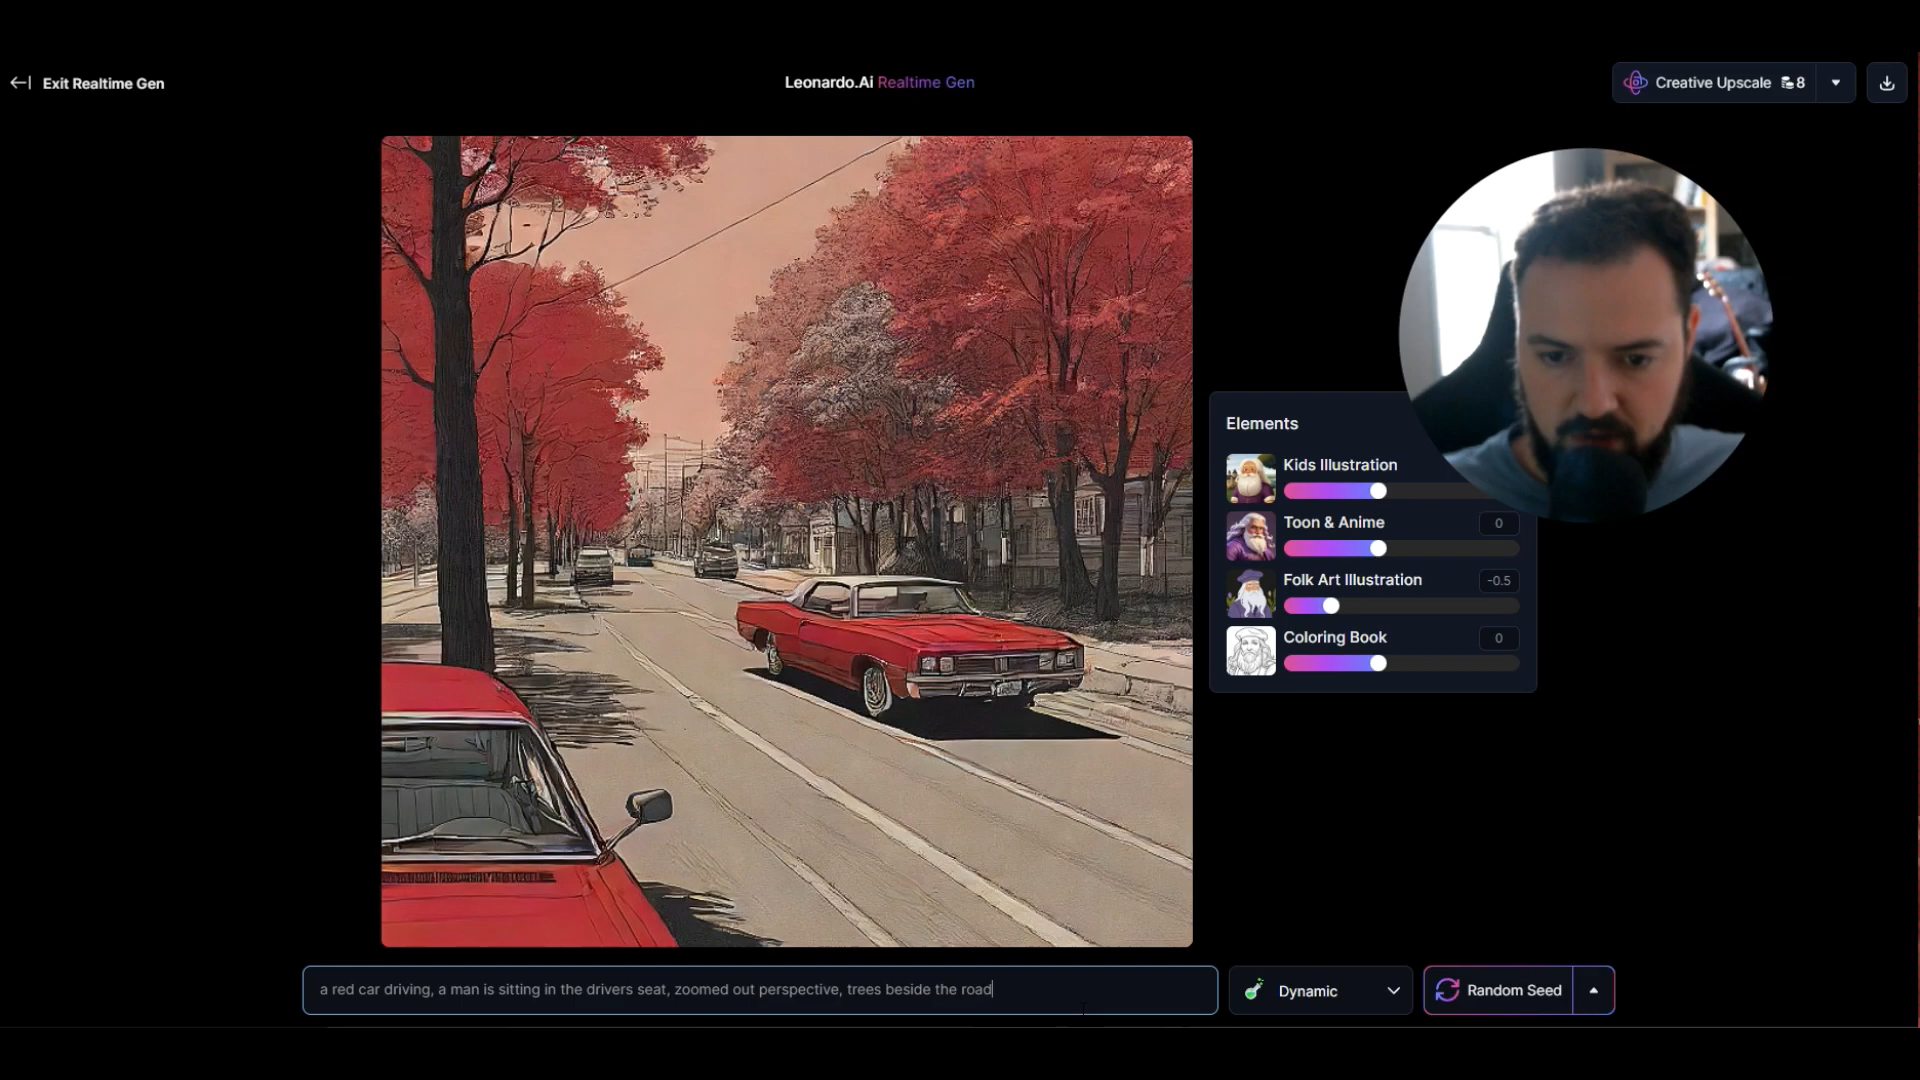 Exit Realtime Gen
Leonardo.Ai Realtime Gen
Creative Upscale 8
Elements
Kids Illustration
Toon & Anime 0
Folk Art Illustration -0.5
Coloring Book 0
a red car driving, a man is sitting in the drivers seat, zoomed out perspective, trees beside the road
Dynamic
Random Seed